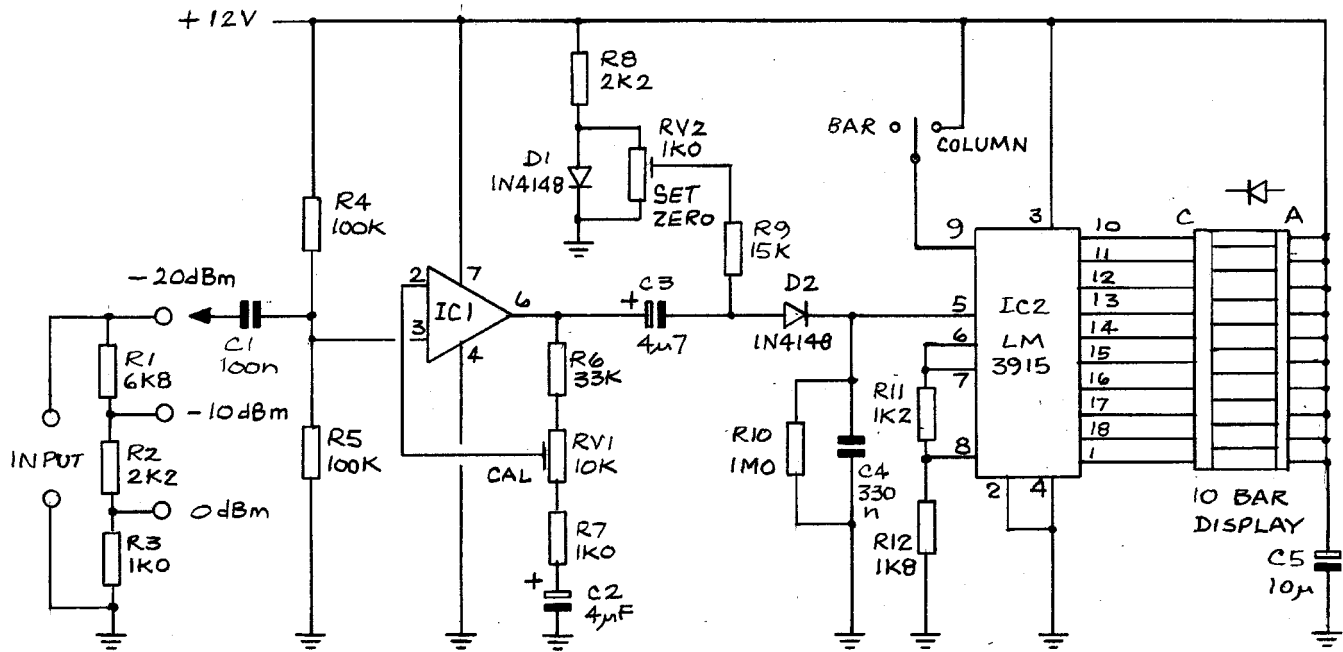 +12V
R8
2K2
RV2
1K0
SET
ZERO
D1
1N4148
BAR
COLUMN
R4
100K
R9
15K
9
3
10
C
A
11
12
13
14
15
16
17
18
1
-20dBm
C1
100n
2
3
7
6
4
IC1
C3
+
4µ7
D2
1N4148
5
6
7
8
2
4
IC2
LM
3915
R1
6K8
-10dBm
INPUT
R2
2K2
0dBm
R3
1K0
R5
100K
R6
33K
RV1
10K
CAL
R7
1K0
+
C2
4µF
R10
1M0
C4
330
n
R11
1K2
R12
1K8
10 BAR
DISPLAY
C5
10µ